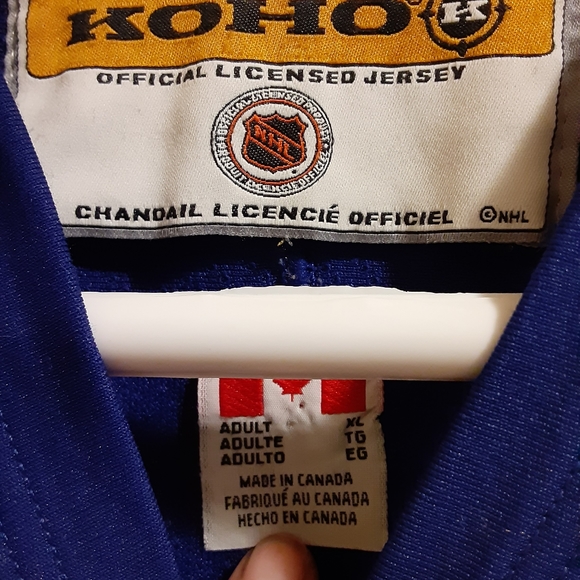 KOHO
K
OFFICIAL LICENSED JERSEY
NHL
CHANDAIL LICENCIÉ OFFICIEL ©NHL
ADULT XL
ADULTE TG
ADULTO EG
MADE IN CANADA
FABRIQUÉ AU CANADA
HECHO EN CANADA